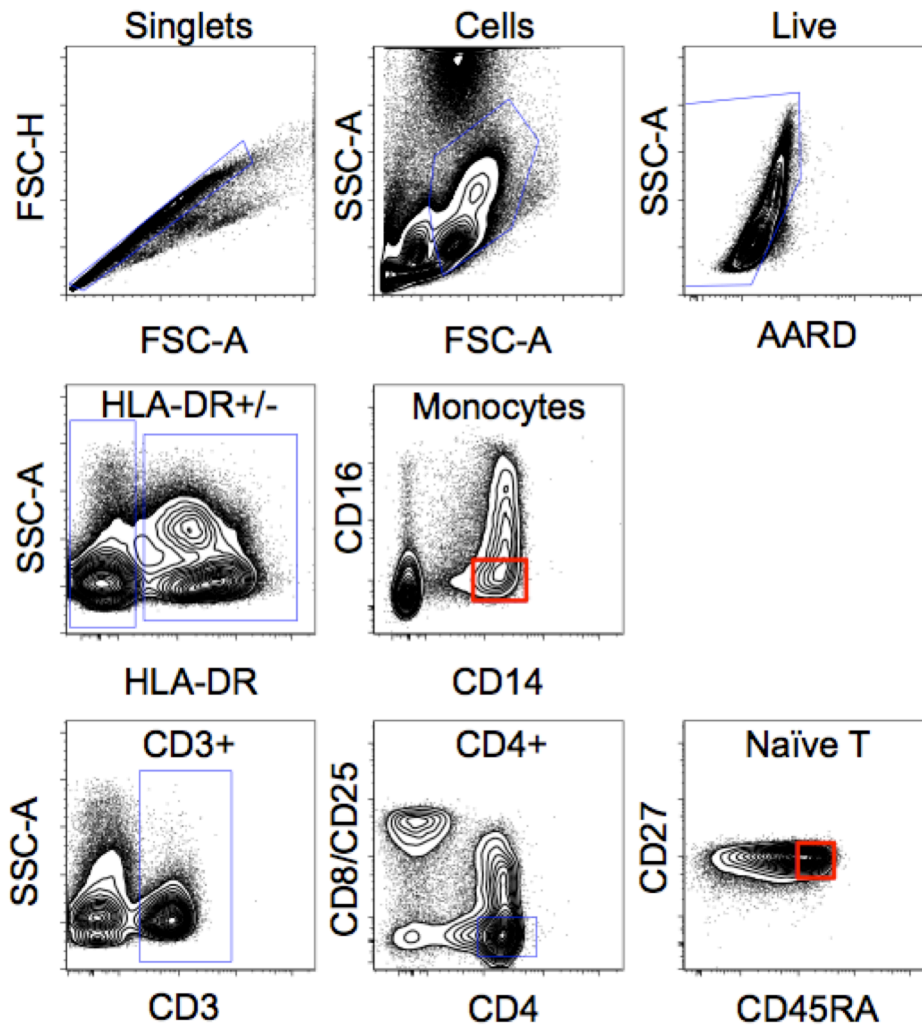 Singlets
FSC-H
FSC-A
Cells
SSC-A
FSC-A
Live
SSC-A
AARD
HLA-DR+/-
SSC-A
HLA-DR
Monocytes
CD16
CD14
CD3+
SSC-A
CD3
CD4+
CD8/CD25
CD4
Naïve T
CD27
CD45RA